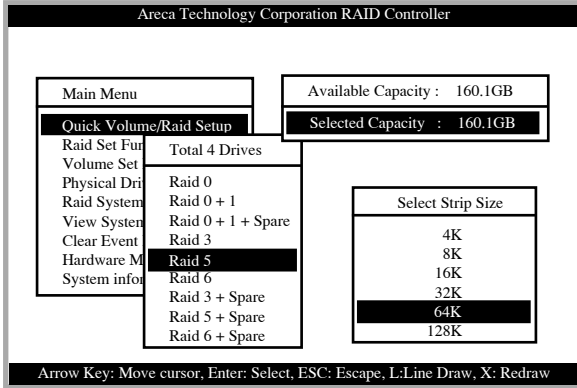 Areca Technology Corporation RAID Controller
Main Menu
Quick Volume/Raid Setup
Raid Set Fun
Volume Set
Physical Dri
Raid System
View System
Clear Event
Hardware M
System infor
Total 4 Drives
Raid 0
Raid 0 + 1
Raid 0 + 1 + Spare
Raid 3
Raid 5
Raid 6
Raid 3 + Spare
Raid 5 + Spare
Raid 6 + Spare
Available Capacity : 160.1GB
Selected Capacity : 160.1GB
Select Strip Size
4K
8K
16K
32K
64K
128K
Arrow Key: Move cursor, Enter: Select, ESC: Escape, L:Line Draw, X: Redraw